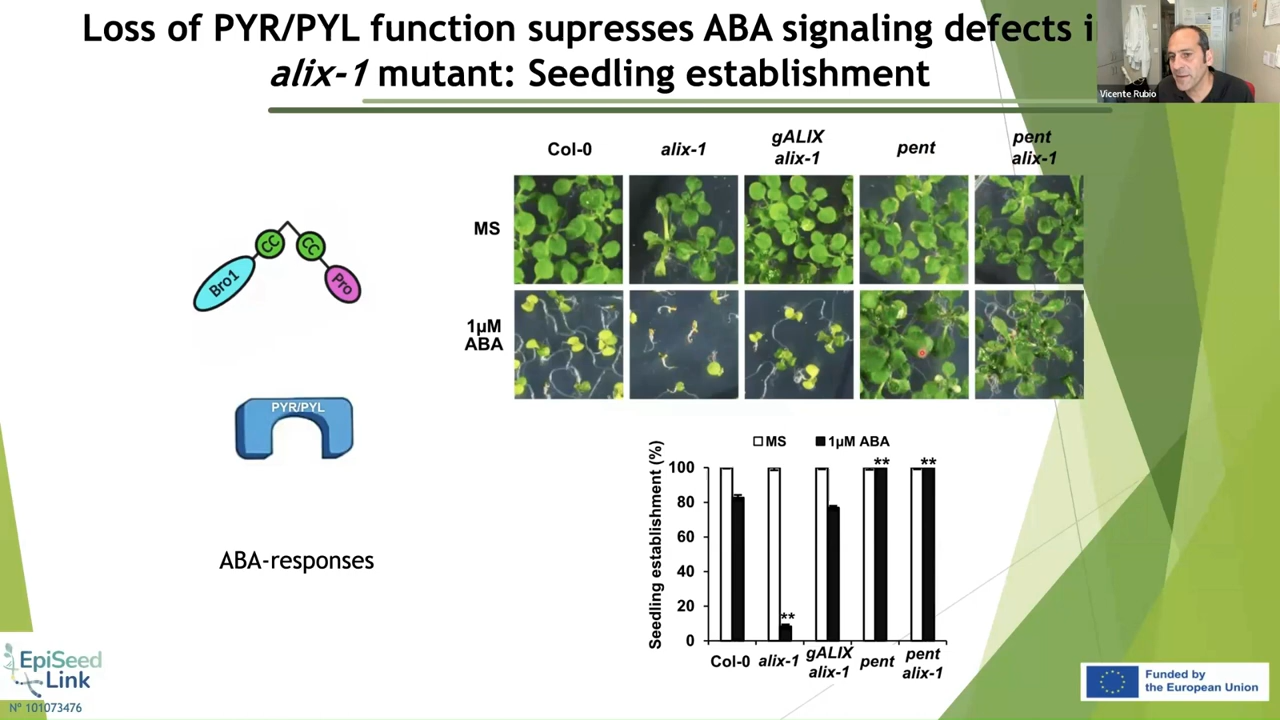 Loss of PYR/PYL function supresses ABA signaling defects i
alix-1 mutant: Seedling establishment
Vicente Rubio
Col-0
alix-1
gALIX
alix-1
pent
pent
alix-1
MS
1µM
ABA
Bro1
CC
CC
Pro
PYR/PYL
ABA-responses
MS
1µM ABA
Seedling establishment (%)
100
80
60
40
20
0
**
**
**
Col-0
alix-1
gALIX
alix-1
pent
pent
alix-1
EpiSeed
Link
Nº 101073476
Funded by
the European Union